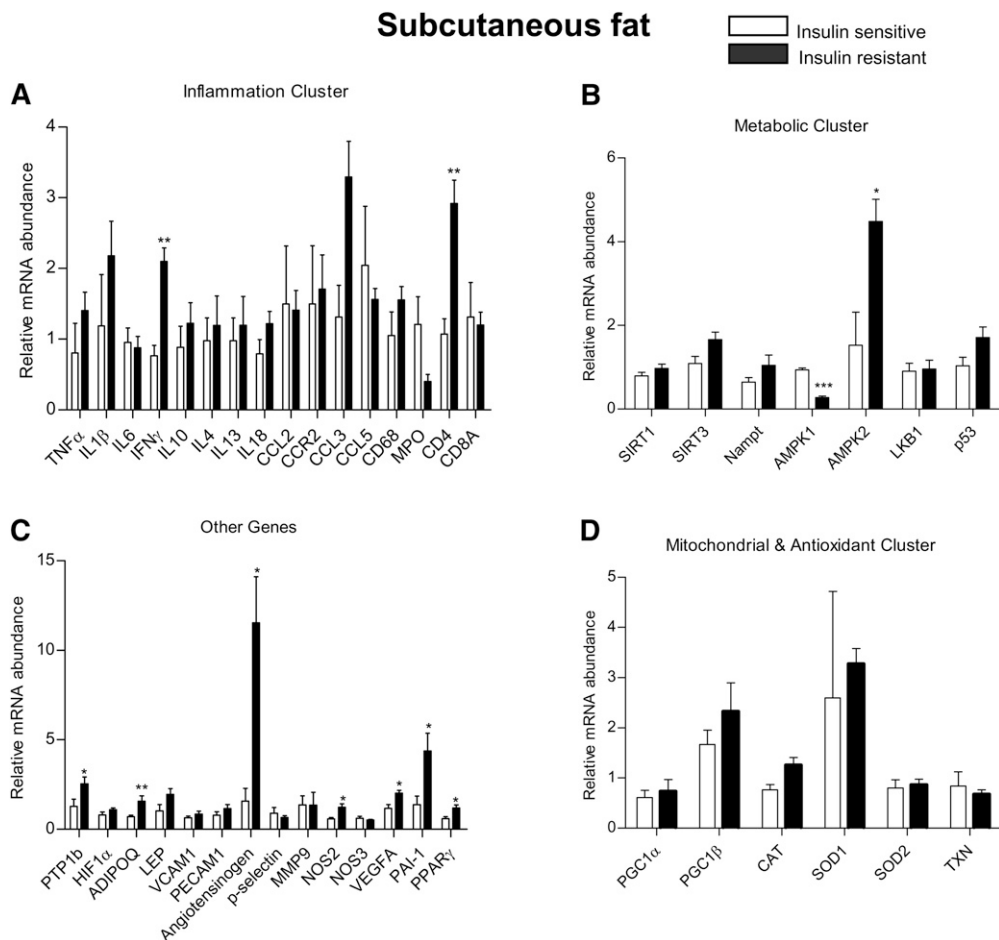 Subcutaneous fat
Insulin sensitive
Insulin resistant
A
Inflammation Cluster
Relative mRNA abundance
4
3
2
1
0
**
**
TNFα
IL1β
IL6
IFNγ
IL10
IL4
IL13
IL18
CCL2
CCR2
CCL3
CCL5
CD68
MPO
CD4
CD8A
B
Metabolic Cluster
Relative mRNA abundance
6
4
2
0
***
*
SIRT1
SIRT3
Nampt
AMPK1
AMPK2
LKB1
p53
C
Other Genes
Relative mRNA abundance
15
10
5
0
*
**
*
*
*
*
*
PTP1b
HIF1α
ADIPOQ
LEP
VCAM1
PECAM1
Angiotensinogen
p-selectin
MMP9
NOS2
NOS3
VEGFA
PAI-1
PPARγ
D
Mitochondrial & Antioxidant Cluster
Relative mRNA abundance
5
4
3
2
1
0
PGC1α
PGC1β
CAT
SOD1
SOD2
TXN